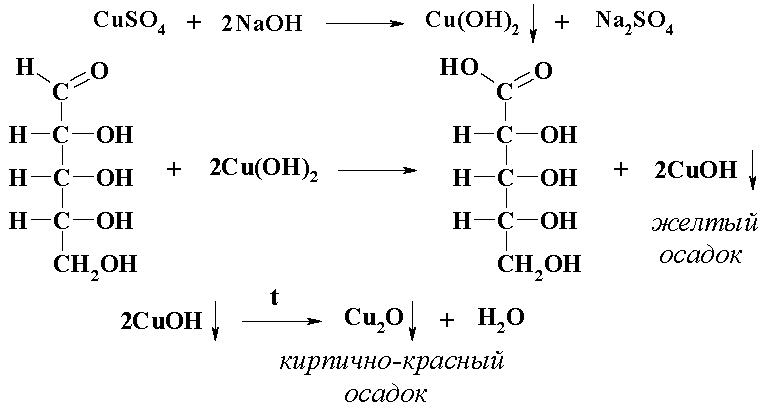 CuSO₄ + 2NaOH ⟶ Cu(OH)₂↓ + Na₂SO₄
H O HO O
C C
H C OH H C OH
H C OH + 2Cu(OH)₂ ⟶ H C OH + 2CuOH↓
H C OH H C OH желтый
CH₂OH CH₂OH осадок
2CuOH↓ t ⟶ Cu₂O↓ + H₂O
кирпично-красный
осадок